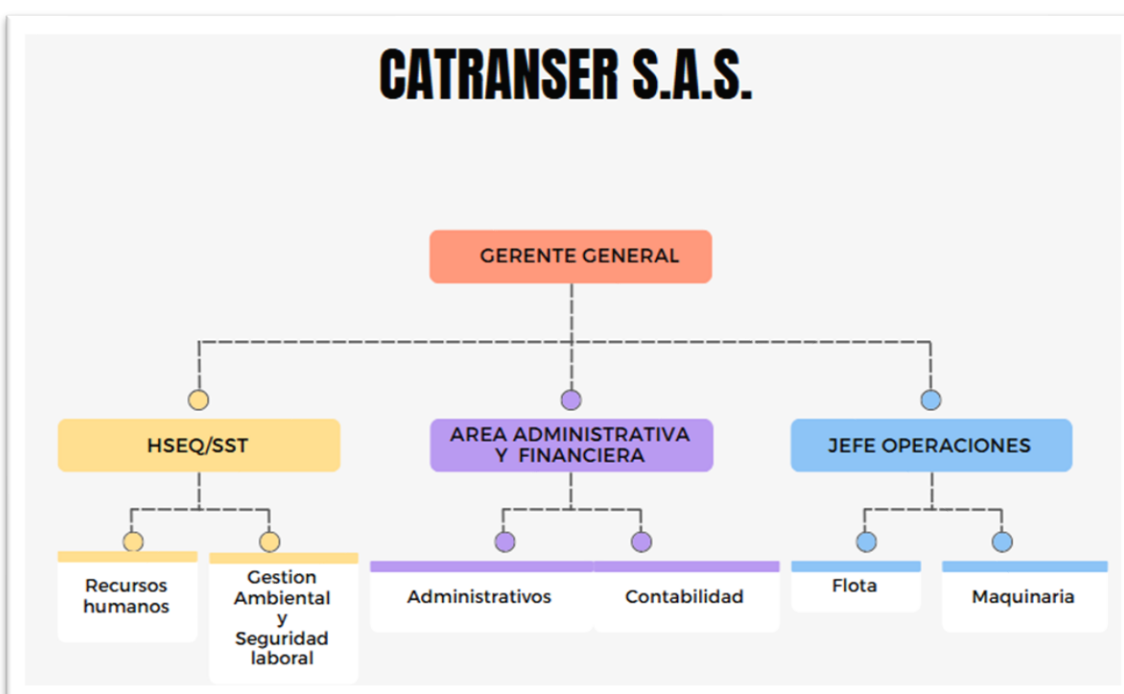 CATRANSER S.A.S.
GERENTE GENERAL
HSEQ/SST
AREA ADMINISTRATIVA
Y FINANCIERA
JEFE OPERACIONES
Recursos
humanos
Gestion
Ambiental
y
Seguridad
laboral
Administrativos
Contabilidad
Flota
Maquinaria